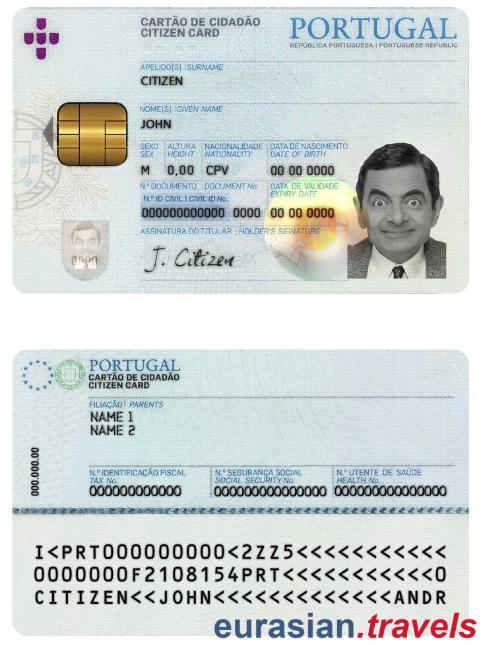 CARTÃO DE CIDADÃO
CITIZEN CARD
PORTUGAL
REPÚBLICA PORTUGUESA | PORTUGUESE REPUBLIC
APELIDO[S] | SURNAME
CITIZEN
NOME[S] | GIVEN NAME
JOHN
SEXO ALTURA NACIONALIDADE DATA DE NASCIMENTO
SEX HEIGHT NATIONALITY DATE OF BIRTH
M 0,00 CPV 00 00 0000
N.º DOCUMENTO | DOCUMENT No. DATA DE VALIDADE
N.º ID CIVIL | CIVIL ID No. EXPIRY DATE
000000000000 0000 00 00 0000
ASSINATURA DO TITULAR | HOLDER'S SIGNATURE
J. Citizen
PORTUGAL
CARTÃO DE CIDADÃO
CITIZEN CARD
FILIAÇÃO | PARENTS
NAME 1
NAME 2
000.000.00
N.º IDENTIFICAÇÃO FISCAL N.º SEGURANÇA SOCIAL N.º UTENTE DE SAÚDE
TAX No. SOCIAL SECURITY No. HEALTH No.
000000000000 00000000000000 00000000000000
I<PRT000000000<2ZZ5<<<<<<<<<<<
0000000F2108154PRT<<<<<<<<<<<0
CITIZEN<<JOHN<<<<<<<<<<<<<ANDR
eurasian.travels